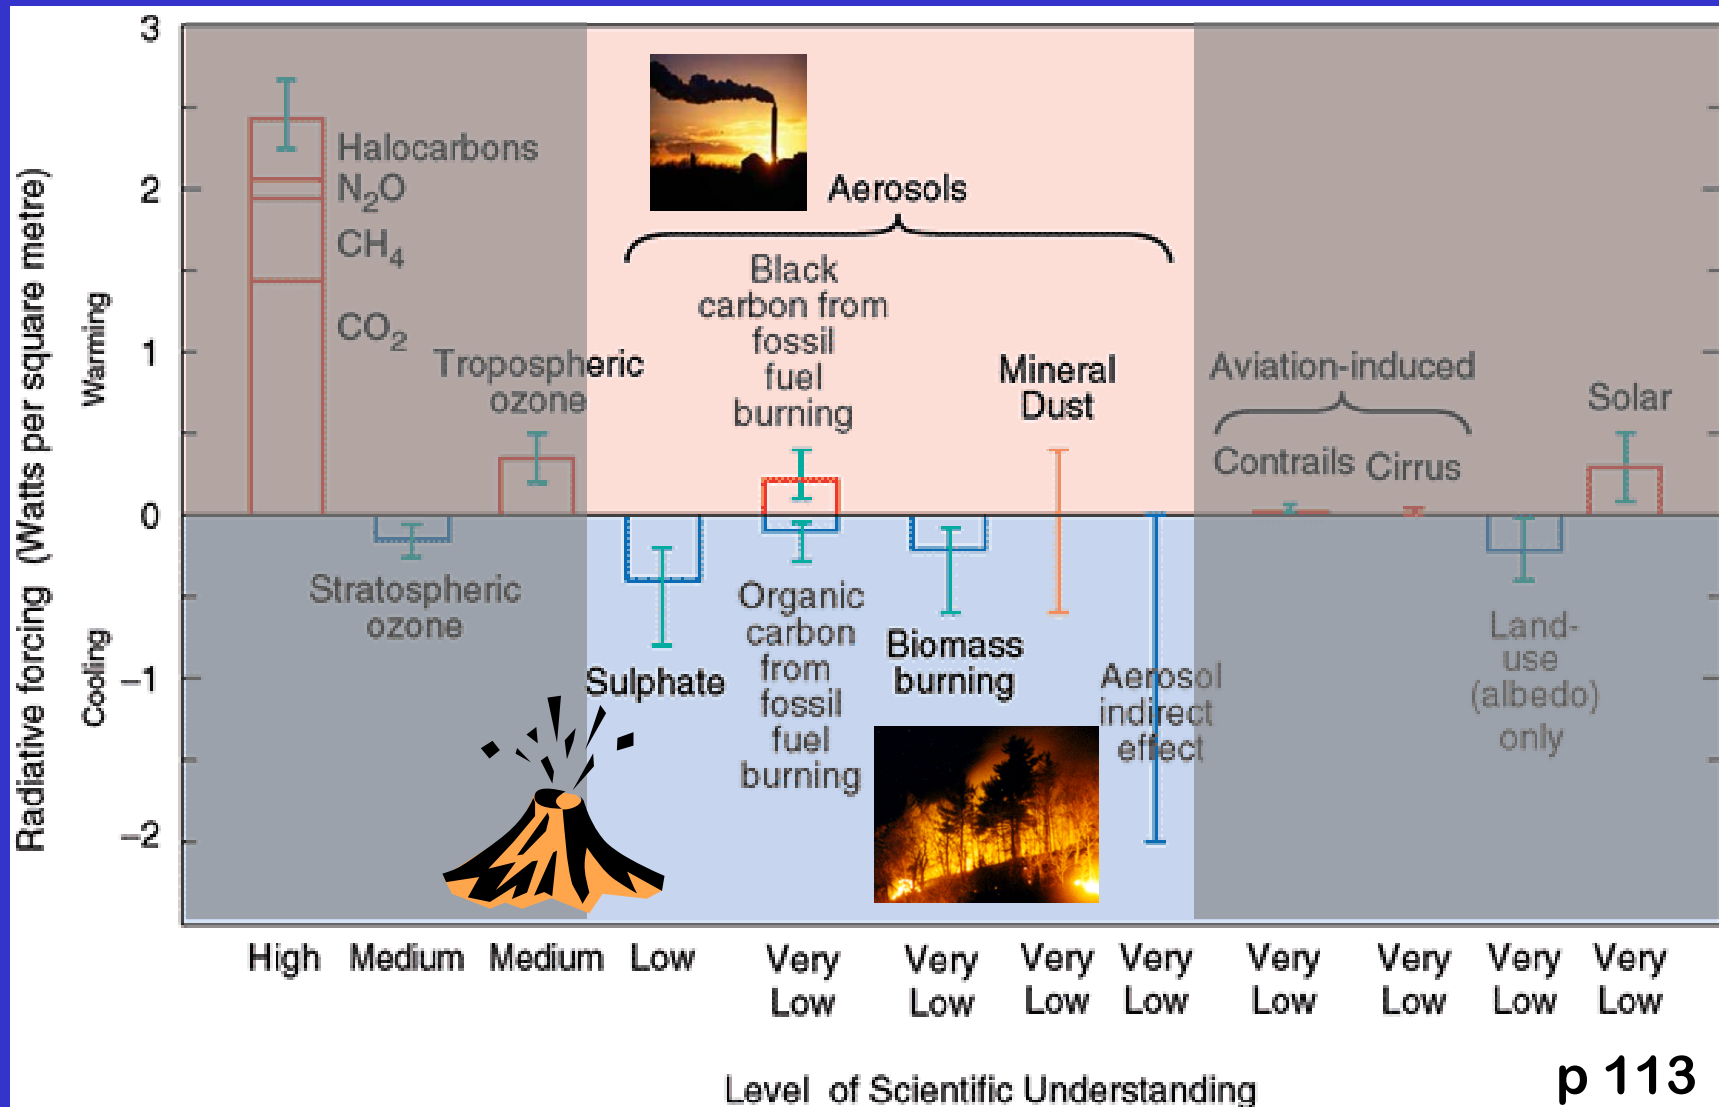 Radiative forcing (Watts per square metre)
Warming
Cooling
3
2
1
0
−1
−2
Halocarbons
N₂O
CH₄
CO₂
Tropospheric
ozone
Stratospheric
ozone
Aerosols
Black
carbon from
fossil
fuel
burning
Mineral
Dust
Sulphate
Organic
carbon
from
fossil
fuel
burning
Biomass
burning
Aerosol
indirect
effect
Aviation-induced
Contrails
Cirrus
Solar
Land-
use
(albedo)
only
High
Medium
Medium
Low
Very
Low
Very
Low
Very
Low
Very
Low
Very
Low
Very
Low
Very
Low
Very
Low
Level of Scientific Understanding
p 113